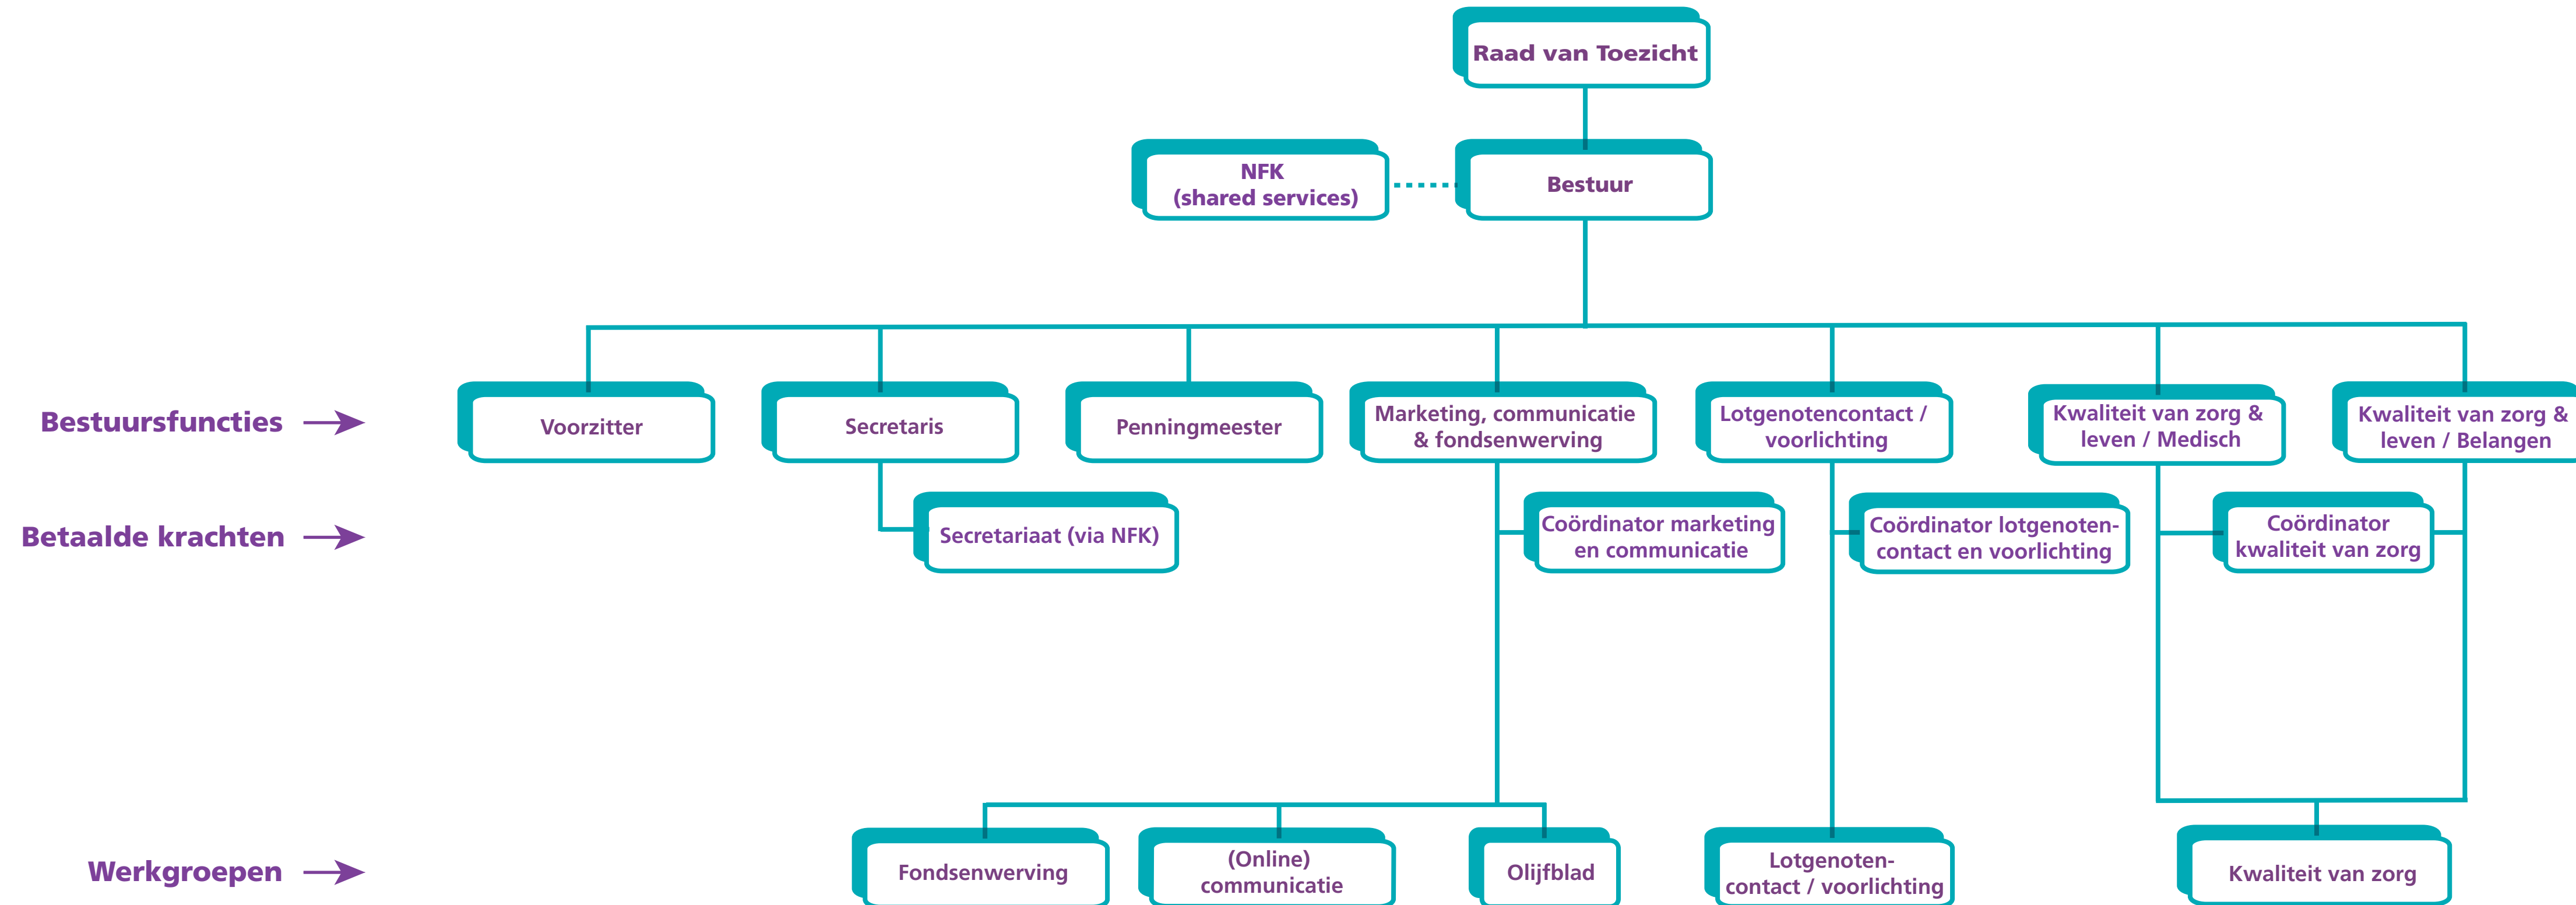 Raad van Toezicht
NFK
(shared services)
Bestuur
Bestuursfuncties
Voorzitter
Secretaris
Penningmeester
Marketing, communicatie
& fondsenwerving
Lotgenotencontact /
voorlichting
Kwaliteit van zorg &
leven / Medisch
Kwaliteit van zorg &
leven / Belangen
Betaalde krachten
Secretariaat (via NFK)
Coördinator marketing
en communicatie
Coördinator lotgenoten-
contact en voorlichting
Coördinator
kwaliteit van zorg
Werkgroepen
Fondsenwerving
(Online)
communicatie
Olijfblad
Lotgenoten-
contact / voorlichting
Kwaliteit van zorg